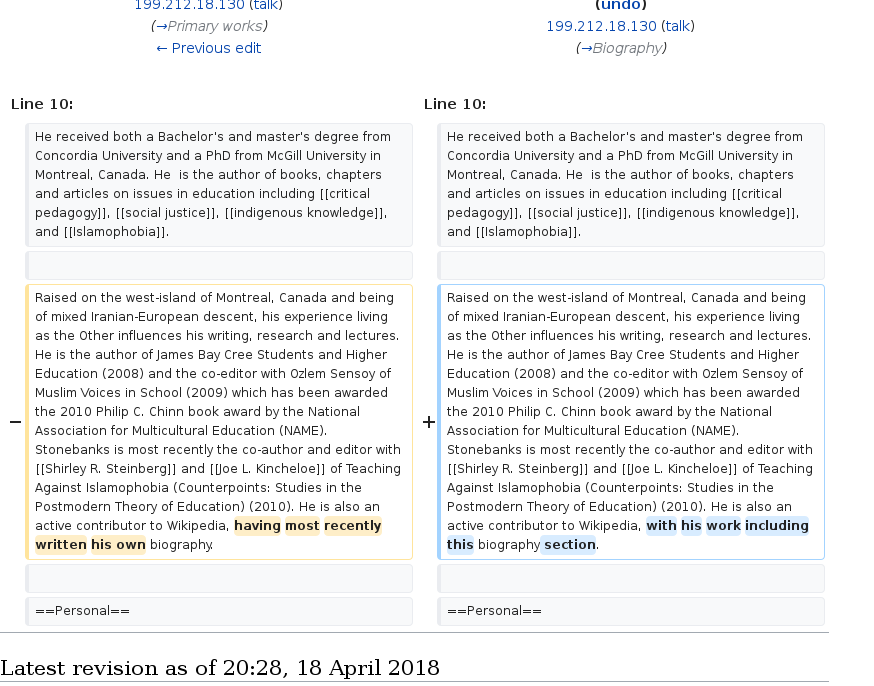 199.212.18.130 (talk)
(→Primary works)
← Previous edit
(undo)
199.212.18.130 (talk)
(→Biography)
Line 10:
Line 10:
He received both a Bachelor's and master's degree from
Concordia University and a PhD from McGill University in
Montreal, Canada. He  is the author of books, chapters
and articles on issues in education including [[critical
pedagogy]], [[social justice]], [[indigenous knowledge]],
and [[Islamophobia]].
He received both a Bachelor's and master's degree from
Concordia University and a PhD from McGill University in
Montreal, Canada. He  is the author of books, chapters
and articles on issues in education including [[critical
pedagogy]], [[social justice]], [[indigenous knowledge]],
and [[Islamophobia]].
−
Raised on the west-island of Montreal, Canada and being
of mixed Iranian-European descent, his experience living
as the Other influences his writing, research and lectures.
He is the author of James Bay Cree Students and Higher
Education (2008) and the co-editor with Ozlem Sensoy of
Muslim Voices in School (2009) which has been awarded
the 2010 Philip C. Chinn book award by the National
Association for Multicultural Education (NAME).
Stonebanks is most recently the co-author and editor with
[[Shirley R. Steinberg]] and [[Joe L. Kincheloe]] of Teaching
Against Islamophobia (Counterpoints: Studies in the
Postmodern Theory of Education) (2010). He is also an
active contributor to Wikipedia, having most recently
written his own biography.
+
Raised on the west-island of Montreal, Canada and being
of mixed Iranian-European descent, his experience living
as the Other influences his writing, research and lectures.
He is the author of James Bay Cree Students and Higher
Education (2008) and the co-editor with Ozlem Sensoy of
Muslim Voices in School (2009) which has been awarded
the 2010 Philip C. Chinn book award by the National
Association for Multicultural Education (NAME).
Stonebanks is most recently the co-author and editor with
[[Shirley R. Steinberg]] and [[Joe L. Kincheloe]] of Teaching
Against Islamophobia (Counterpoints: Studies in the
Postmodern Theory of Education) (2010). He is also an
active contributor to Wikipedia, with his work including
this biography section.
==Personal==
==Personal==
Latest revision as of 20:28, 18 April 2018